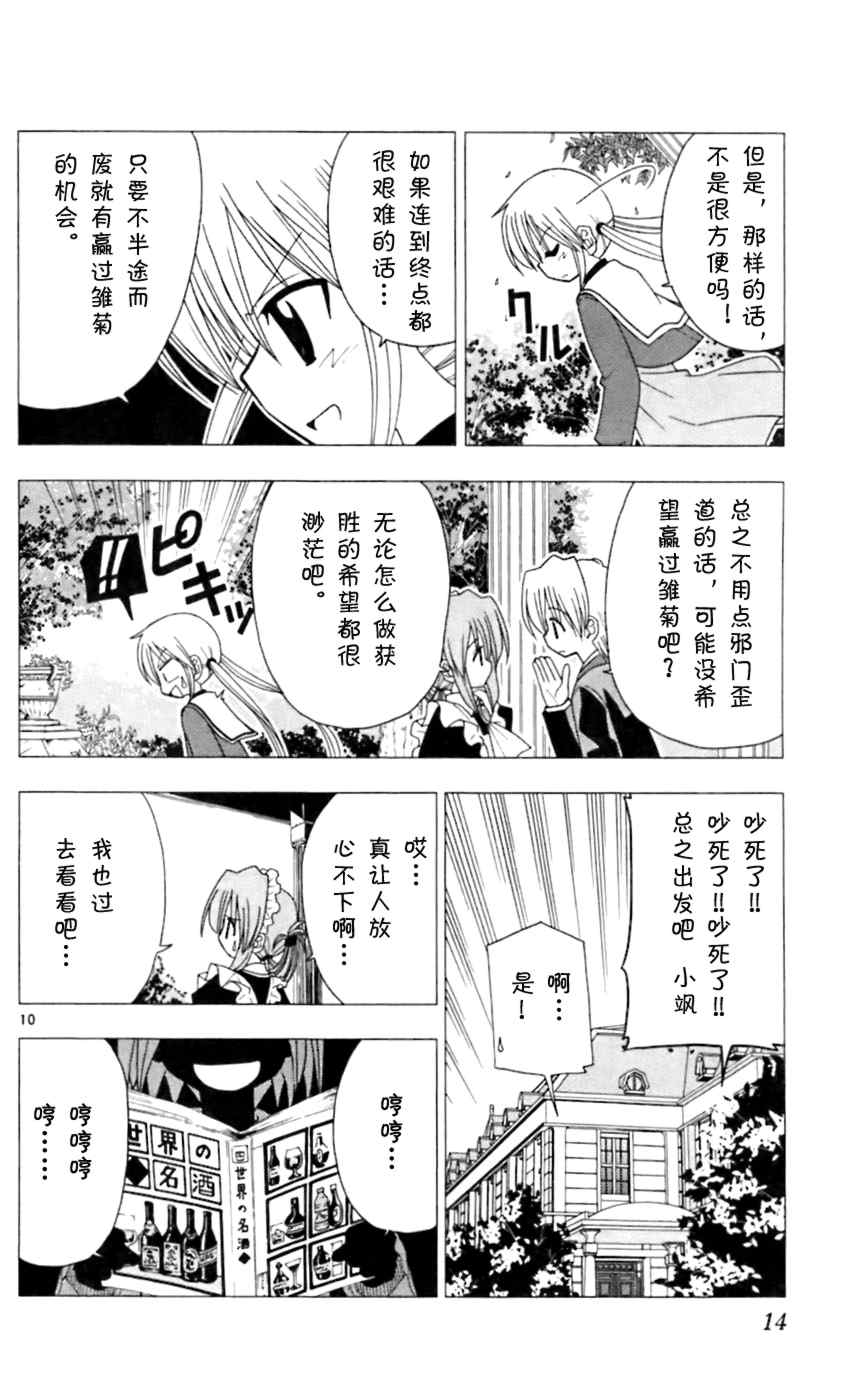 但是，那样的话，
不是很方便吗！
クル
如果连到终点都
很艰难的话…
只要不半途而
废就有赢过雏菊
的机会。
总之不用点邪门歪
道的话，可能没希
望赢过雏菊吧？
无论怎么做获
胜的希望都很
渺茫吧。
ピキッ
!!
吵死了!!
吵死了!!吵死了!!
总之出发吧 小飒
啊…
是！
哎…
真让人放
心不下啊…
我也过
去看看吧…
10
哼哼…
哼哼哼
哼……
世界の
名酒
世界の名酒
14